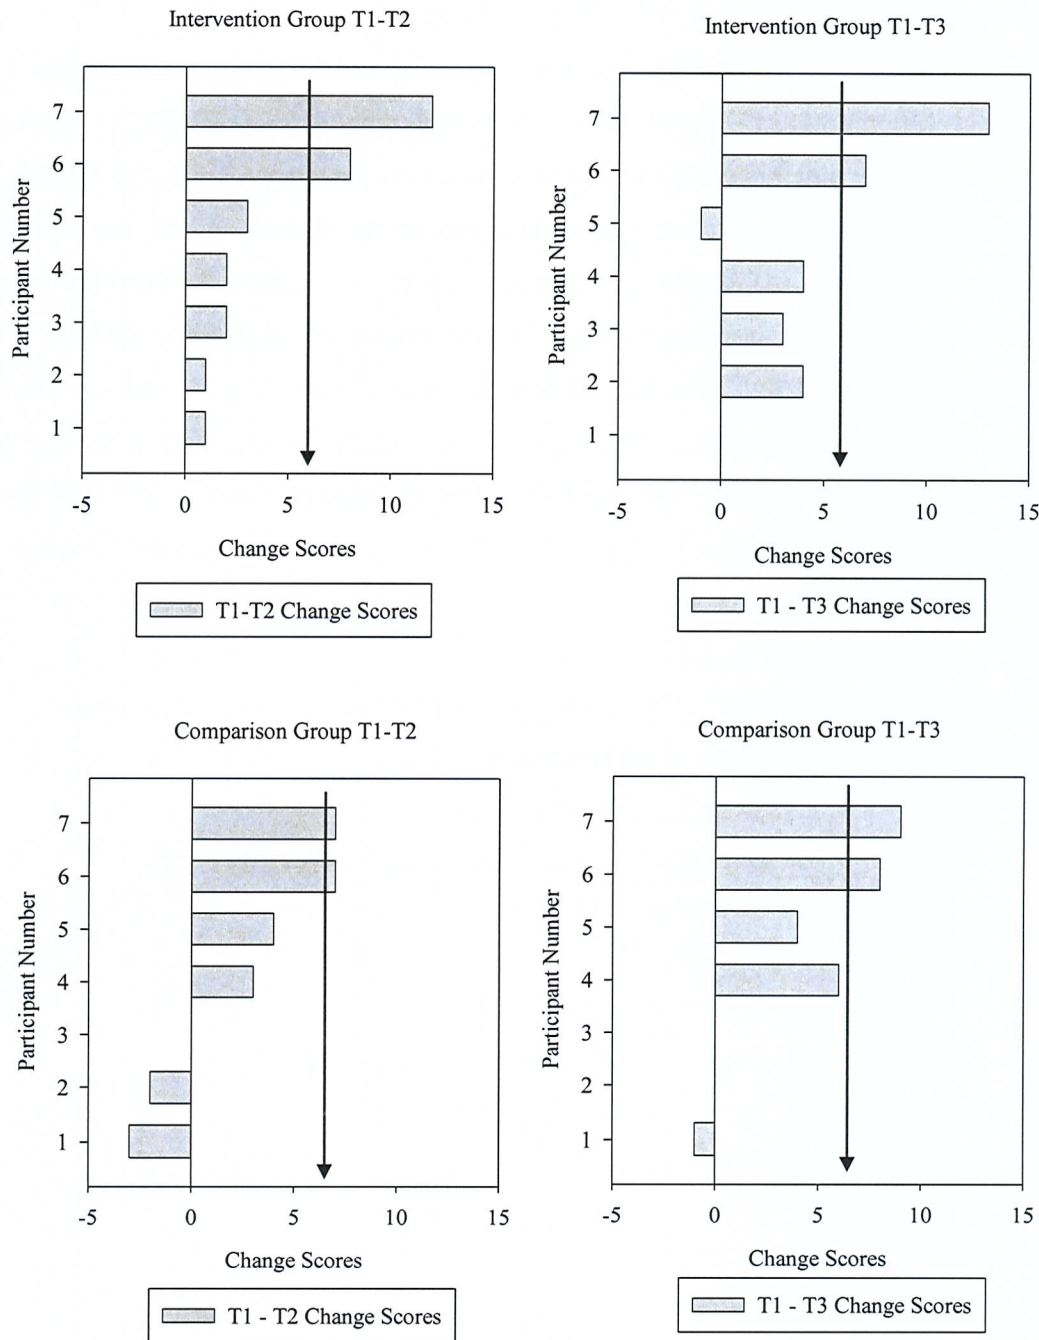 Intervention Group T1-T2
Participant Number
7
6
5
4
3
2
1
-5 0 5 10 15
Change Scores
T1-T2 Change Scores
Intervention Group T1-T3
Participant Number
7
6
5
4
3
2
1
-5 0 5 10 15
Change Scores
T1 - T3 Change Scores
Comparison Group T1-T2
Participant Number
7
6
5
4
3
2
1
-5 0 5 10 15
Change Scores
T1 - T2 Change Scores
Comparison Group T1-T3
Participant Number
7
6
5
4
3
2
1
-5 0 5 10 15
Change Scores
T1 - T3 Change Scores